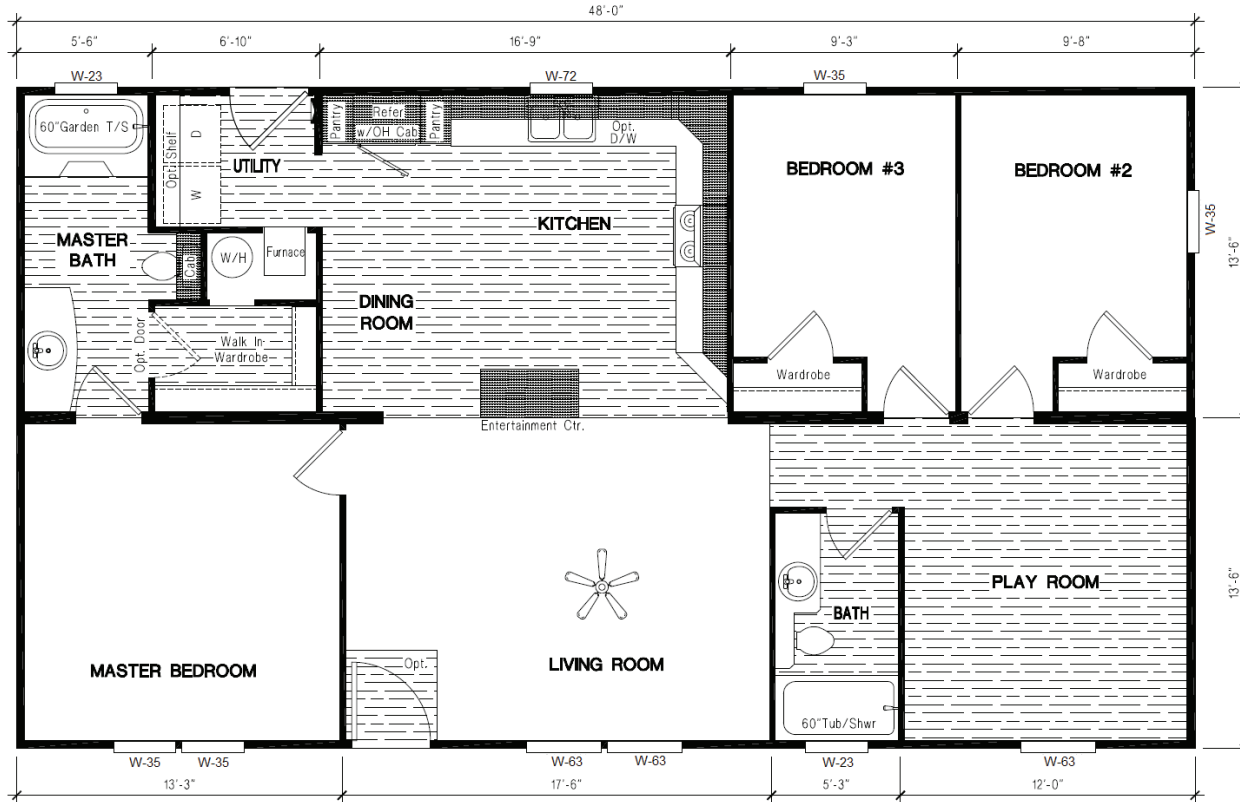 48'-0"
5'-6"
6'-10"
16'-9"
9'-3"
9'-8"
W-23
W-72
W-35
60"Garden T/S
Opt.Shelf
D
W
UTILITY
Pantry
Refer
w/OH Cab
Pantry
Opt.
D/W
KITCHEN
BEDROOM #3
BEDROOM #2
W-35
13'-6"
MASTER
BATH
Cab
W/H
Furnace
DINING
ROOM
Opt. Door
Walk In
Wardrobe
Wardrobe
Wardrobe
Entertainment Ctr.
MASTER BEDROOM
Opt.
LIVING ROOM
BATH
60"Tub/Shwr
PLAY ROOM
13'-6"
W-35
W-35
W-63
W-63
W-23
W-63
13'-3"
17'-6"
5'-3"
12'-0"